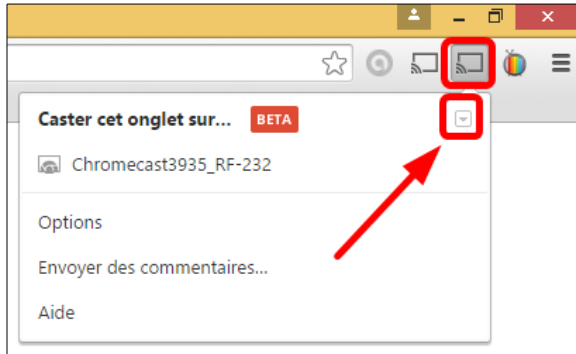 Caster cet onglet sur... BETA
Chromecast3935_RF-232
Options
Envoyer des commentaires...
Aide